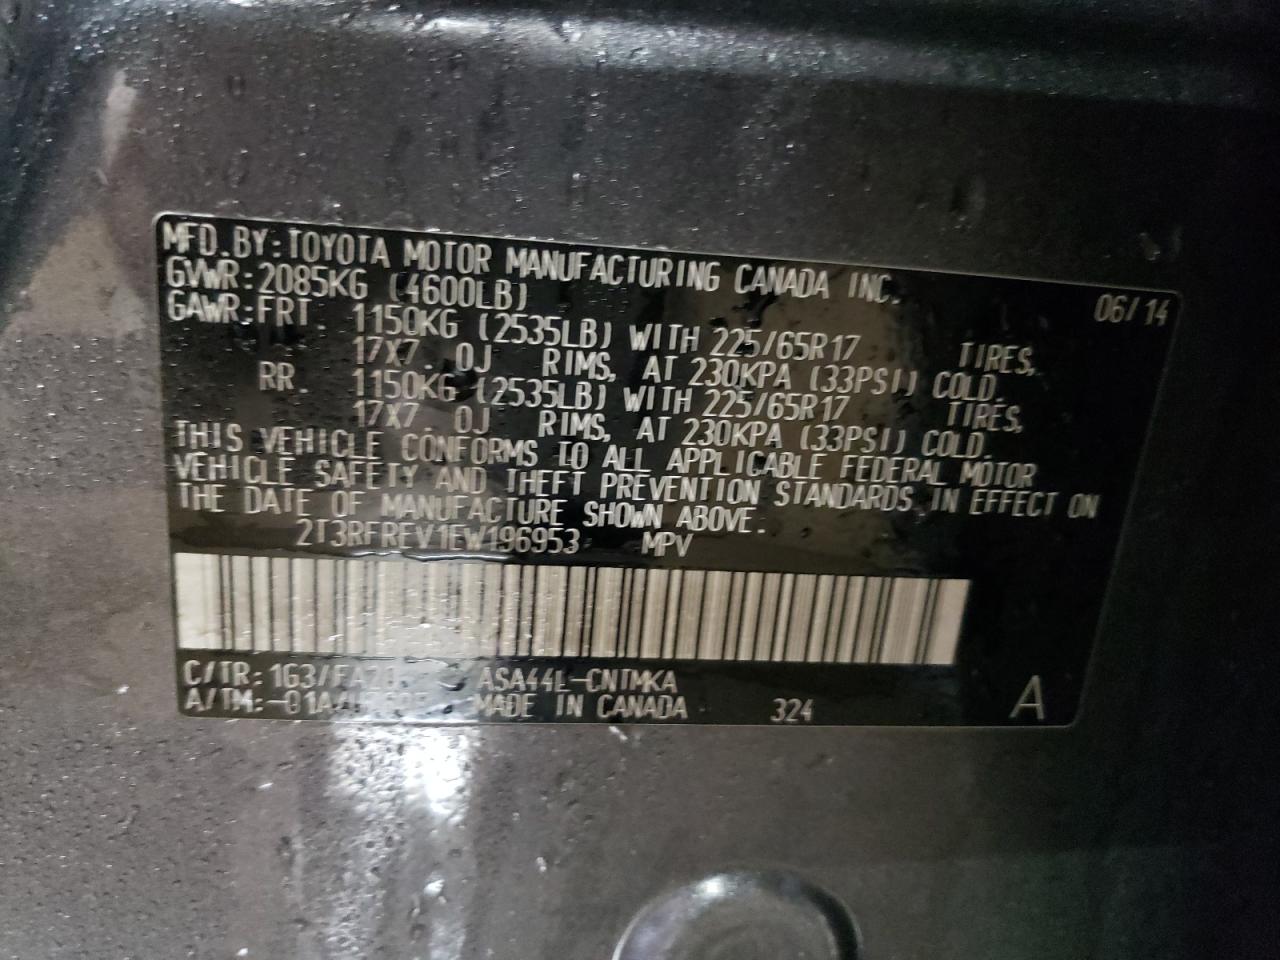 MFD. BY: TOYOTA MOTOR MANUFACTURING CANADA INC.
GVWR: 2085KG (4600LB) 06/14
GAWR: FRT. 1150KG (2535LB) WITH 225/65R17 TIRES,
17X7.0J RIMS, AT 230KPA (33PSI) COLD.
RR. 1150KG (2535LB) WITH 225/65R17 TIRES,
17X7.0J RIMS, AT 230KPA (33PSI) COLD.
THIS VEHICLE CONFORMS TO ALL APPLICABLE FEDERAL MOTOR
VEHICLE SAFETY AND THEFT PREVENTION STANDARDS IN EFFECT ON
THE DATE OF MANUFACTURE SHOWN ABOVE.
2T3RFREV1EW196953 MPV
C/TR: 1G3/FA20 ASA44L-CNTMKA
A/TM: MADE IN CANADA 324 A